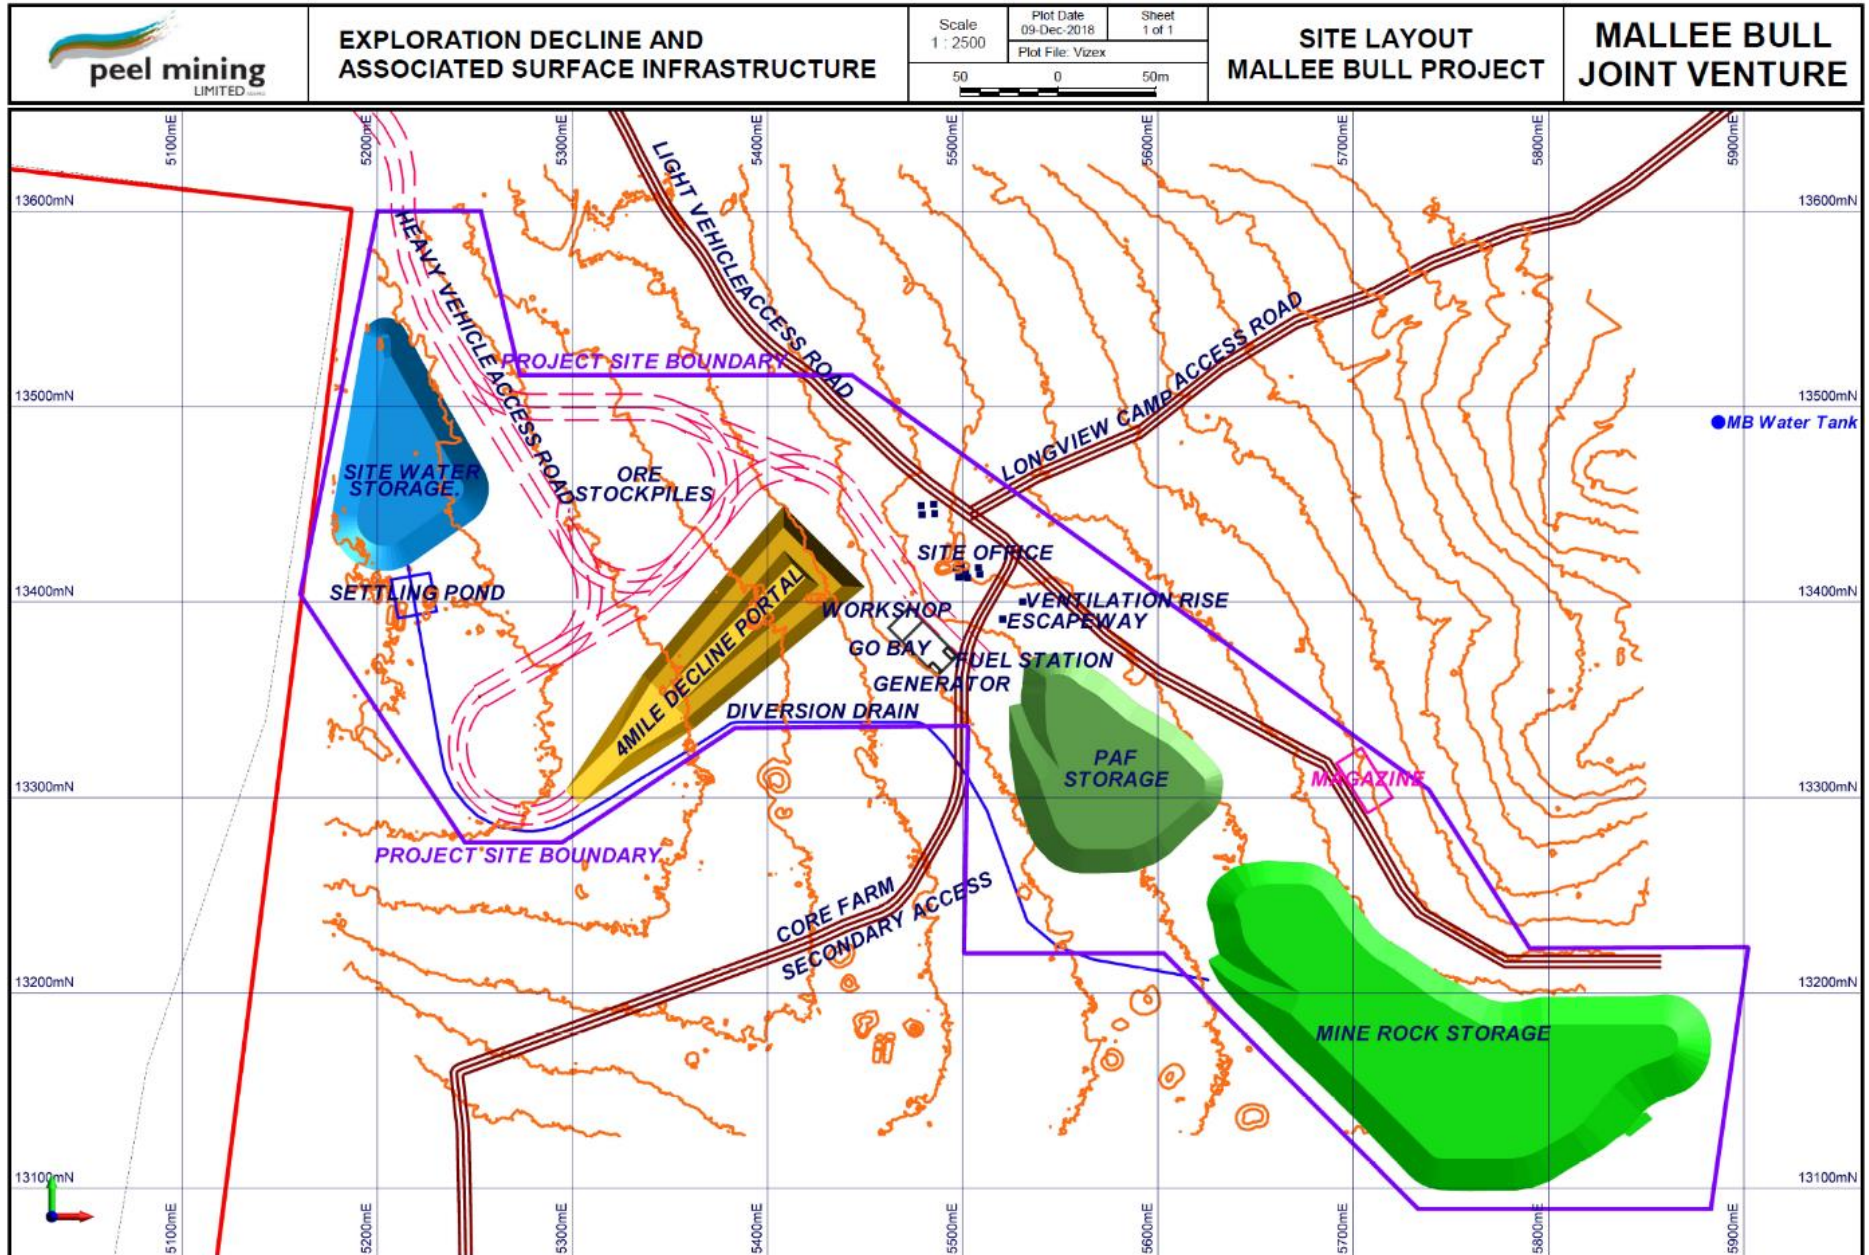 peel mining
LIMITED
EXPLORATION DECLINE AND
ASSOCIATED SURFACE INFRASTRUCTURE
Scale
1 : 2500
Plot Date
09-Dec-2018
Sheet
1 of 1
Plot File: Vizex
50 0 50m
SITE LAYOUT
MALLEE BULL PROJECT
MALLEE BULL
JOINT VENTURE
5100mE
5200mE
5300mE
5400mE
5500mE
5600mE
5700mE
5800mE
5900mE
13600mN
13600mN
LIGHT VEHICLEACCESS ROAD
HEAVY VEHICLE ACCESS ROAD
PROJECT SITE BOUNDARY
LONGVIEW CAMP ACCESS ROAD
13500mN
13500mN
MB Water Tank
SITE WATER
STORAGE.
ORE
STOCKPILES
SITE OFFICE
SETTLING POND
13400mN
13400mN
4MILE DECLINE PORTAL
WORKSHOP
VENTILATION RISE
ESCAPEWAY
GO BAY
FUEL STATION
GENERATOR
DIVERSION DRAIN
PAF
STORAGE
MAGAZINE
13300mN
13300mN
PROJECT SITE BOUNDARY
CORE FARM
SECONDARY ACCESS
13200mN
13200mN
MINE ROCK STORAGE
13100mN
13100mN
5100mE
5200mE
5300mE
5400mE
5500mE
5600mE
5700mE
5800mE
5900mE